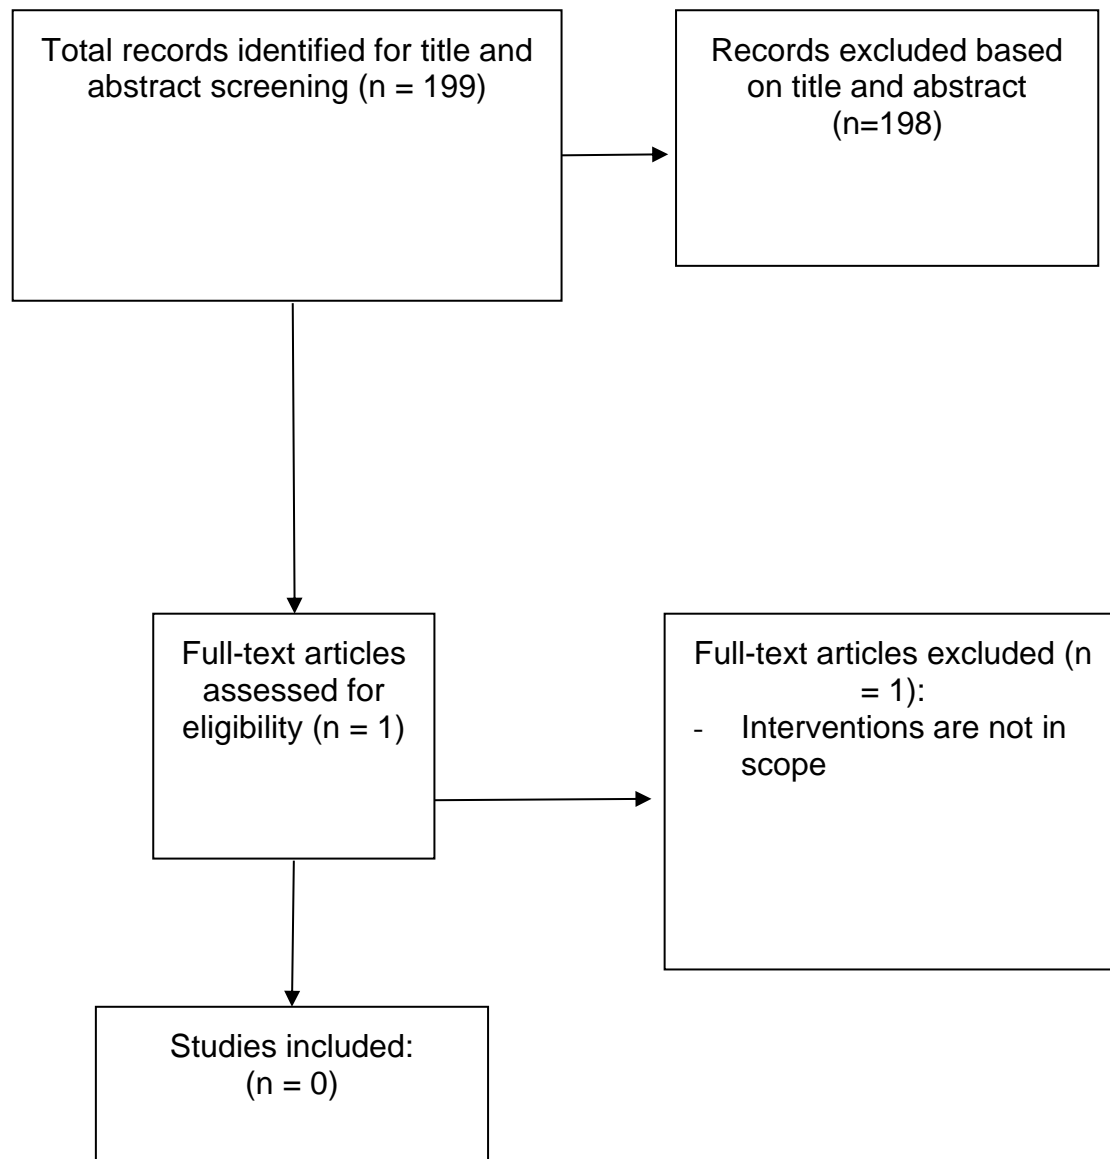 Total records identified for title and
abstract screening (n = 199)
Records excluded based
on title and abstract
(n=198)
Full-text articles
assessed for
eligibility (n = 1)
Full-text articles excluded (n
= 1):
- Interventions are not in
scope
Studies included:
(n = 0)